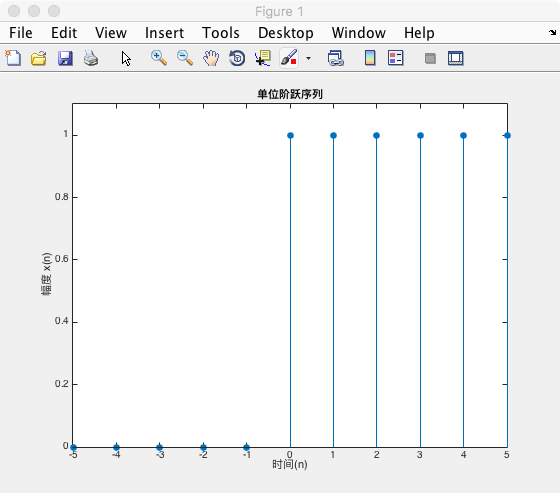 Figure 1
File Edit View Insert Tools Desktop Window Help
单位阶跃序列
幅度 x(n)
1
0.8
0.6
0.4
0.2
0
-5 -4 -3 -2 -1 0 1 2 3 4 5
时间(n)